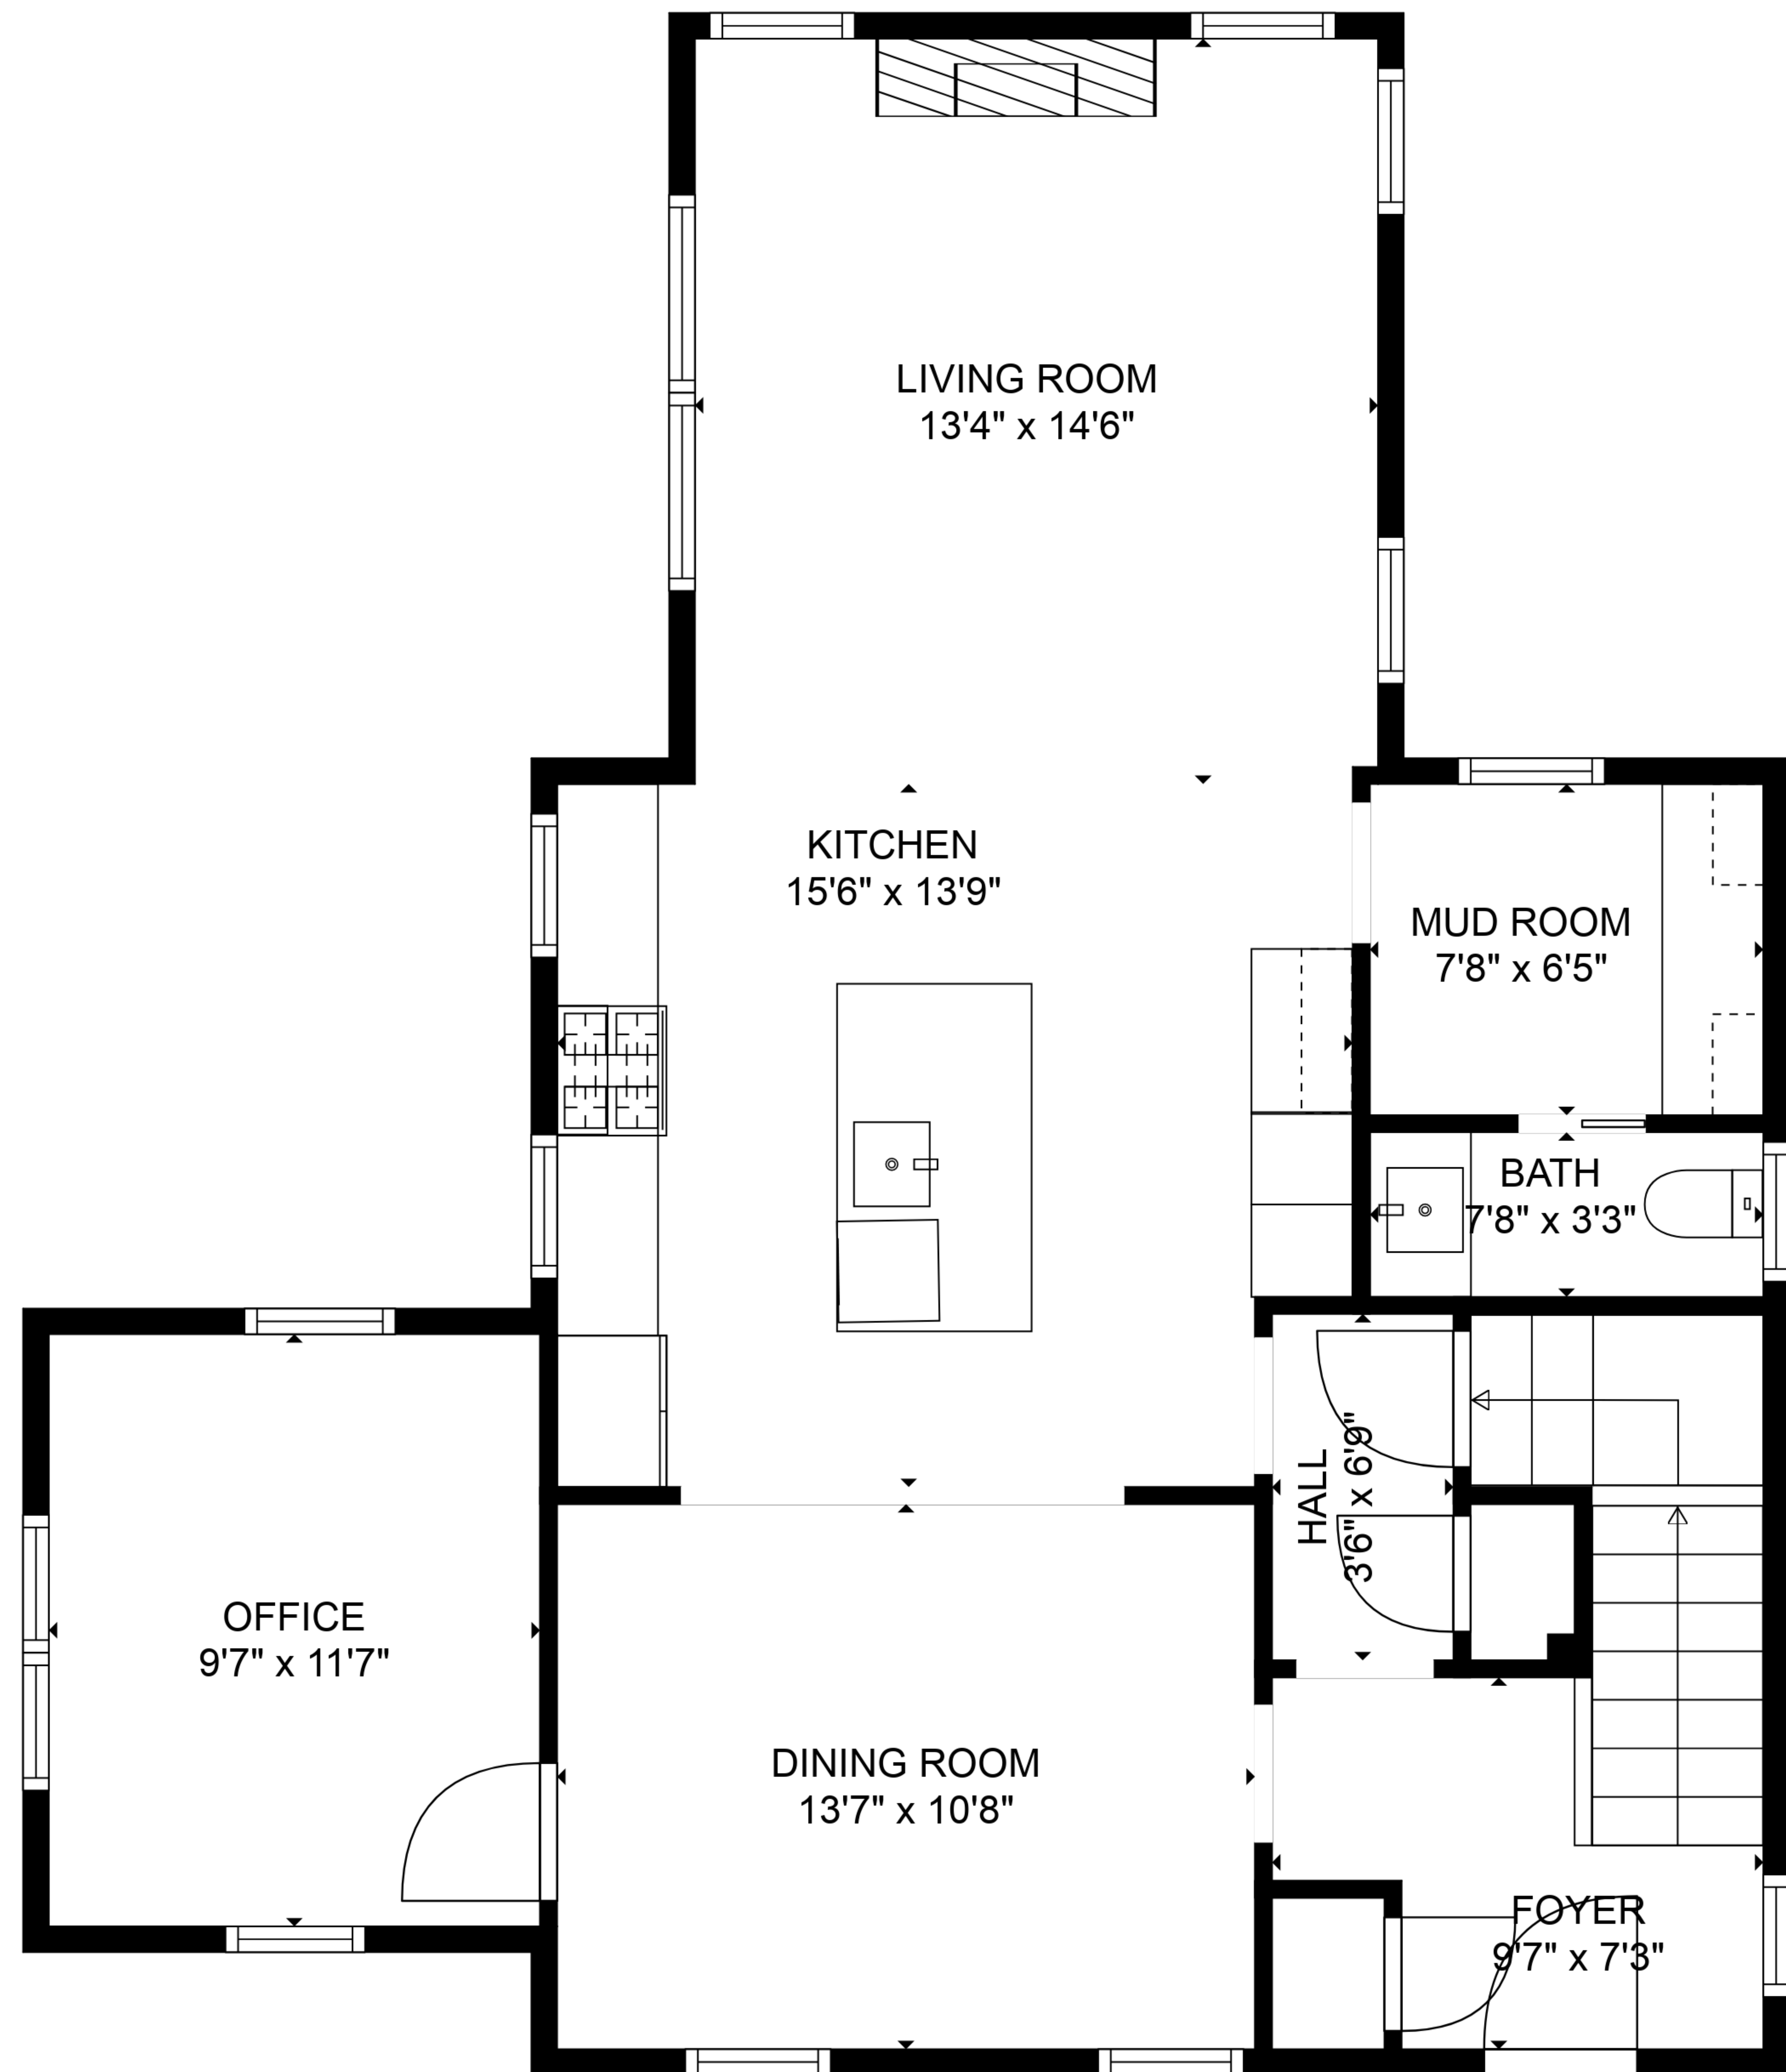 LIVING ROOM
13'4" x 14'6"
KITCHEN
15'6" x 13'9"
MUD ROOM
7'8" x 6'5"
BATH
7'8" x 3'3"
HALL
3'6" x 6'9"
OFFICE
9'7" x 11'7"
DINING ROOM
13'7" x 10'8"
FOYER
9'7" x 7'3"